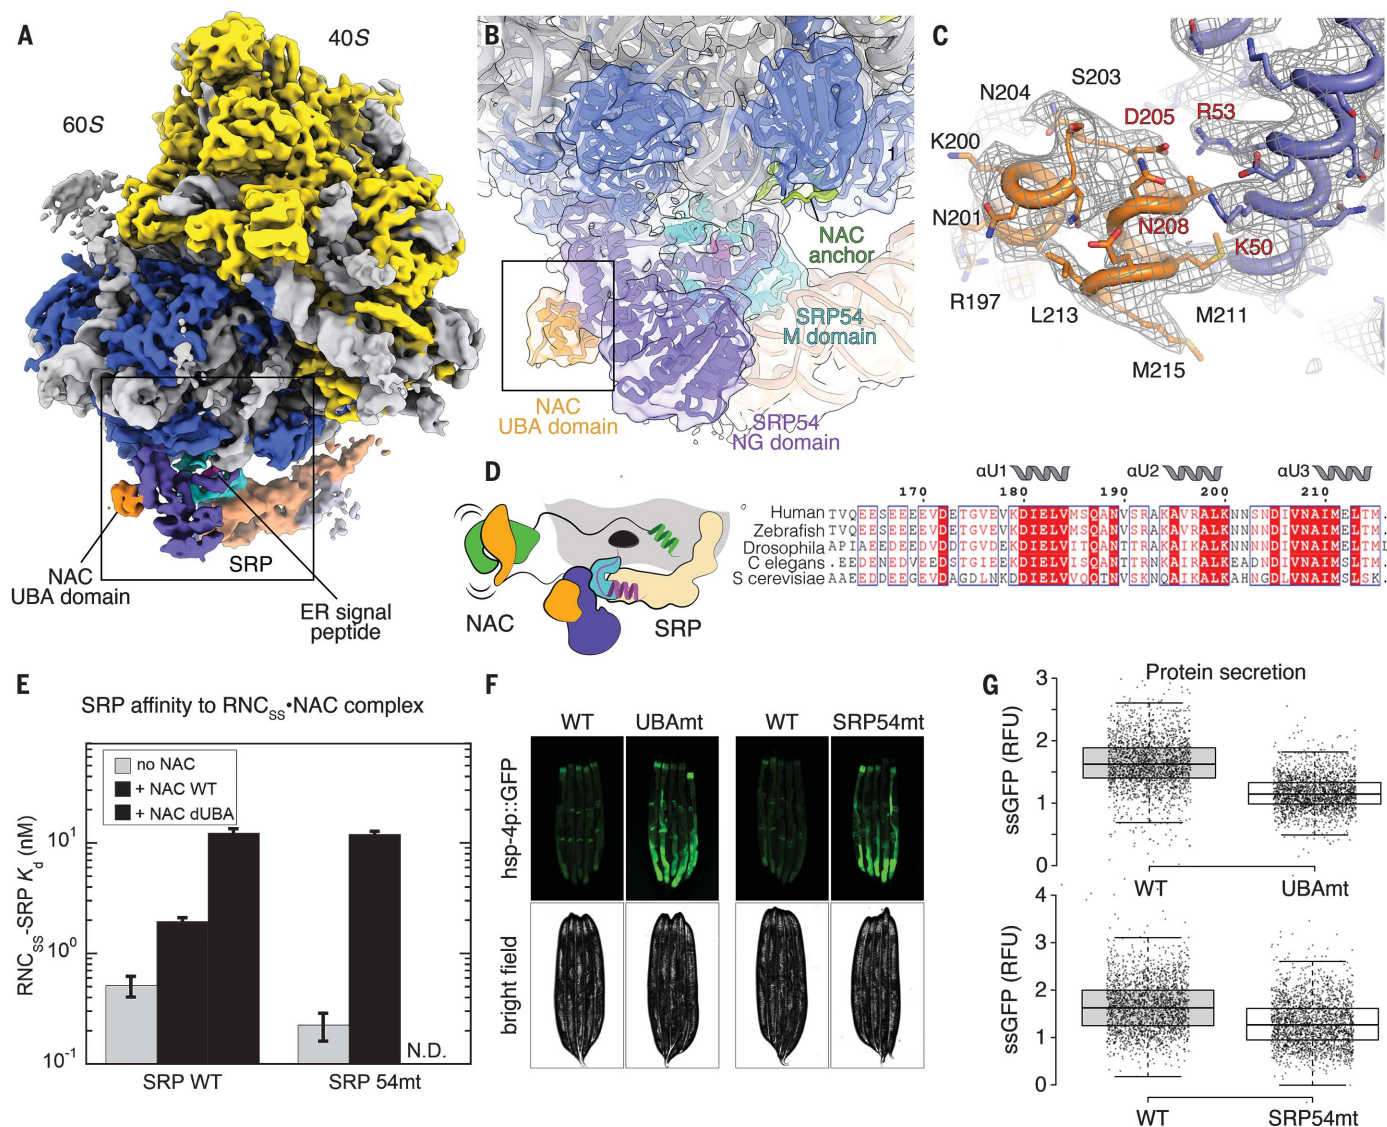 A
40S
60S
NAC
UBA domain
SRP
ER signal
peptide
B
1
NAC
anchor
SRP54
M domain
NAC
UBA domain
SRP54
NG domain
C
S203
N204
D205
R53
K200
N201
N208
K50
R197
L213
M211
M215
D
NAC
SRP
αU1
αU2
αU3
170
180
190
200
210
Human TVQEESEEEEVDETGVEVKDIELVMSQANVSRAKAVRALKNNSNDIVNAIMELTM
Zebrafish
Drosophila
C elegans
S cerevisiae
E
SRP affinity to RNCSS•NAC complex
no NAC
+ NAC WT
+ NAC dUBA
RNCSS-SRP Kd (nM)
10¹
10⁰
10⁻¹
N.D.
SRP WT
SRP 54mt
F
WT
UBAmt
WT
SRP54mt
hsp-4p::GFP
bright field
G
Protein secretion
ssGFP (RFU)
3
2
1
0
WT
UBAmt
ssGFP (RFU)
4
3
2
1
0
WT
SRP54mt